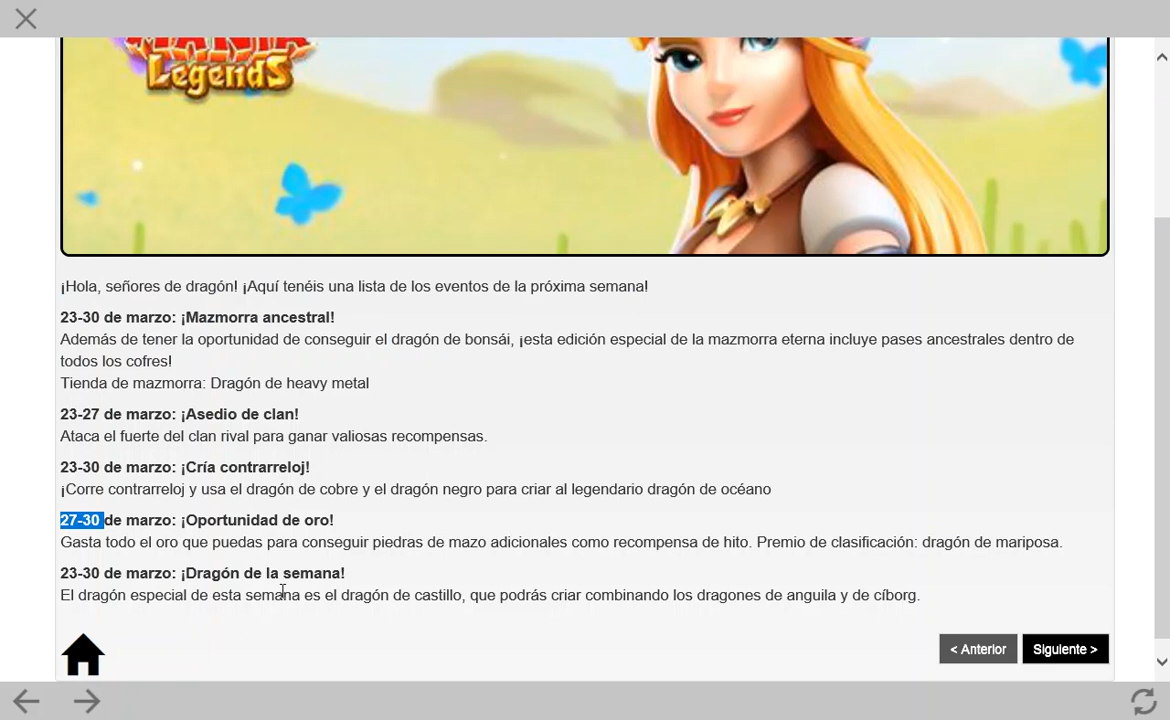 MANIA
Legends
¡Hola, señores de dragón! ¡Aquí tenéis una lista de los eventos de la próxima semana!
23-30 de marzo: ¡Mazmorra ancestral!
Además de tener la oportunidad de conseguir el dragón de bonsái, ¡esta edición especial de la mazmorra eterna incluye pases ancestrales dentro de
todos los cofres!
Tienda de mazmorra: Dragón de heavy metal
23-27 de marzo: ¡Asedio de clan!
Ataca el fuerte del clan rival para ganar valiosas recompensas.
23-30 de marzo: ¡Cría contrarreloj!
¡Corre contrarreloj y usa el dragón de cobre y el dragón negro para criar al legendario dragón de océano
27-30 de marzo: ¡Oportunidad de oro!
Gasta todo el oro que puedas para conseguir piedras de mazo adicionales como recompensa de hito. Premio de clasificación: dragón de mariposa.
23-30 de marzo: ¡Dragón de la semana!
El dragón especial de esta semana es el dragón de castillo, que podrás criar combinando los dragones de anguila y de cíborg.
< Anterior
Siguiente >